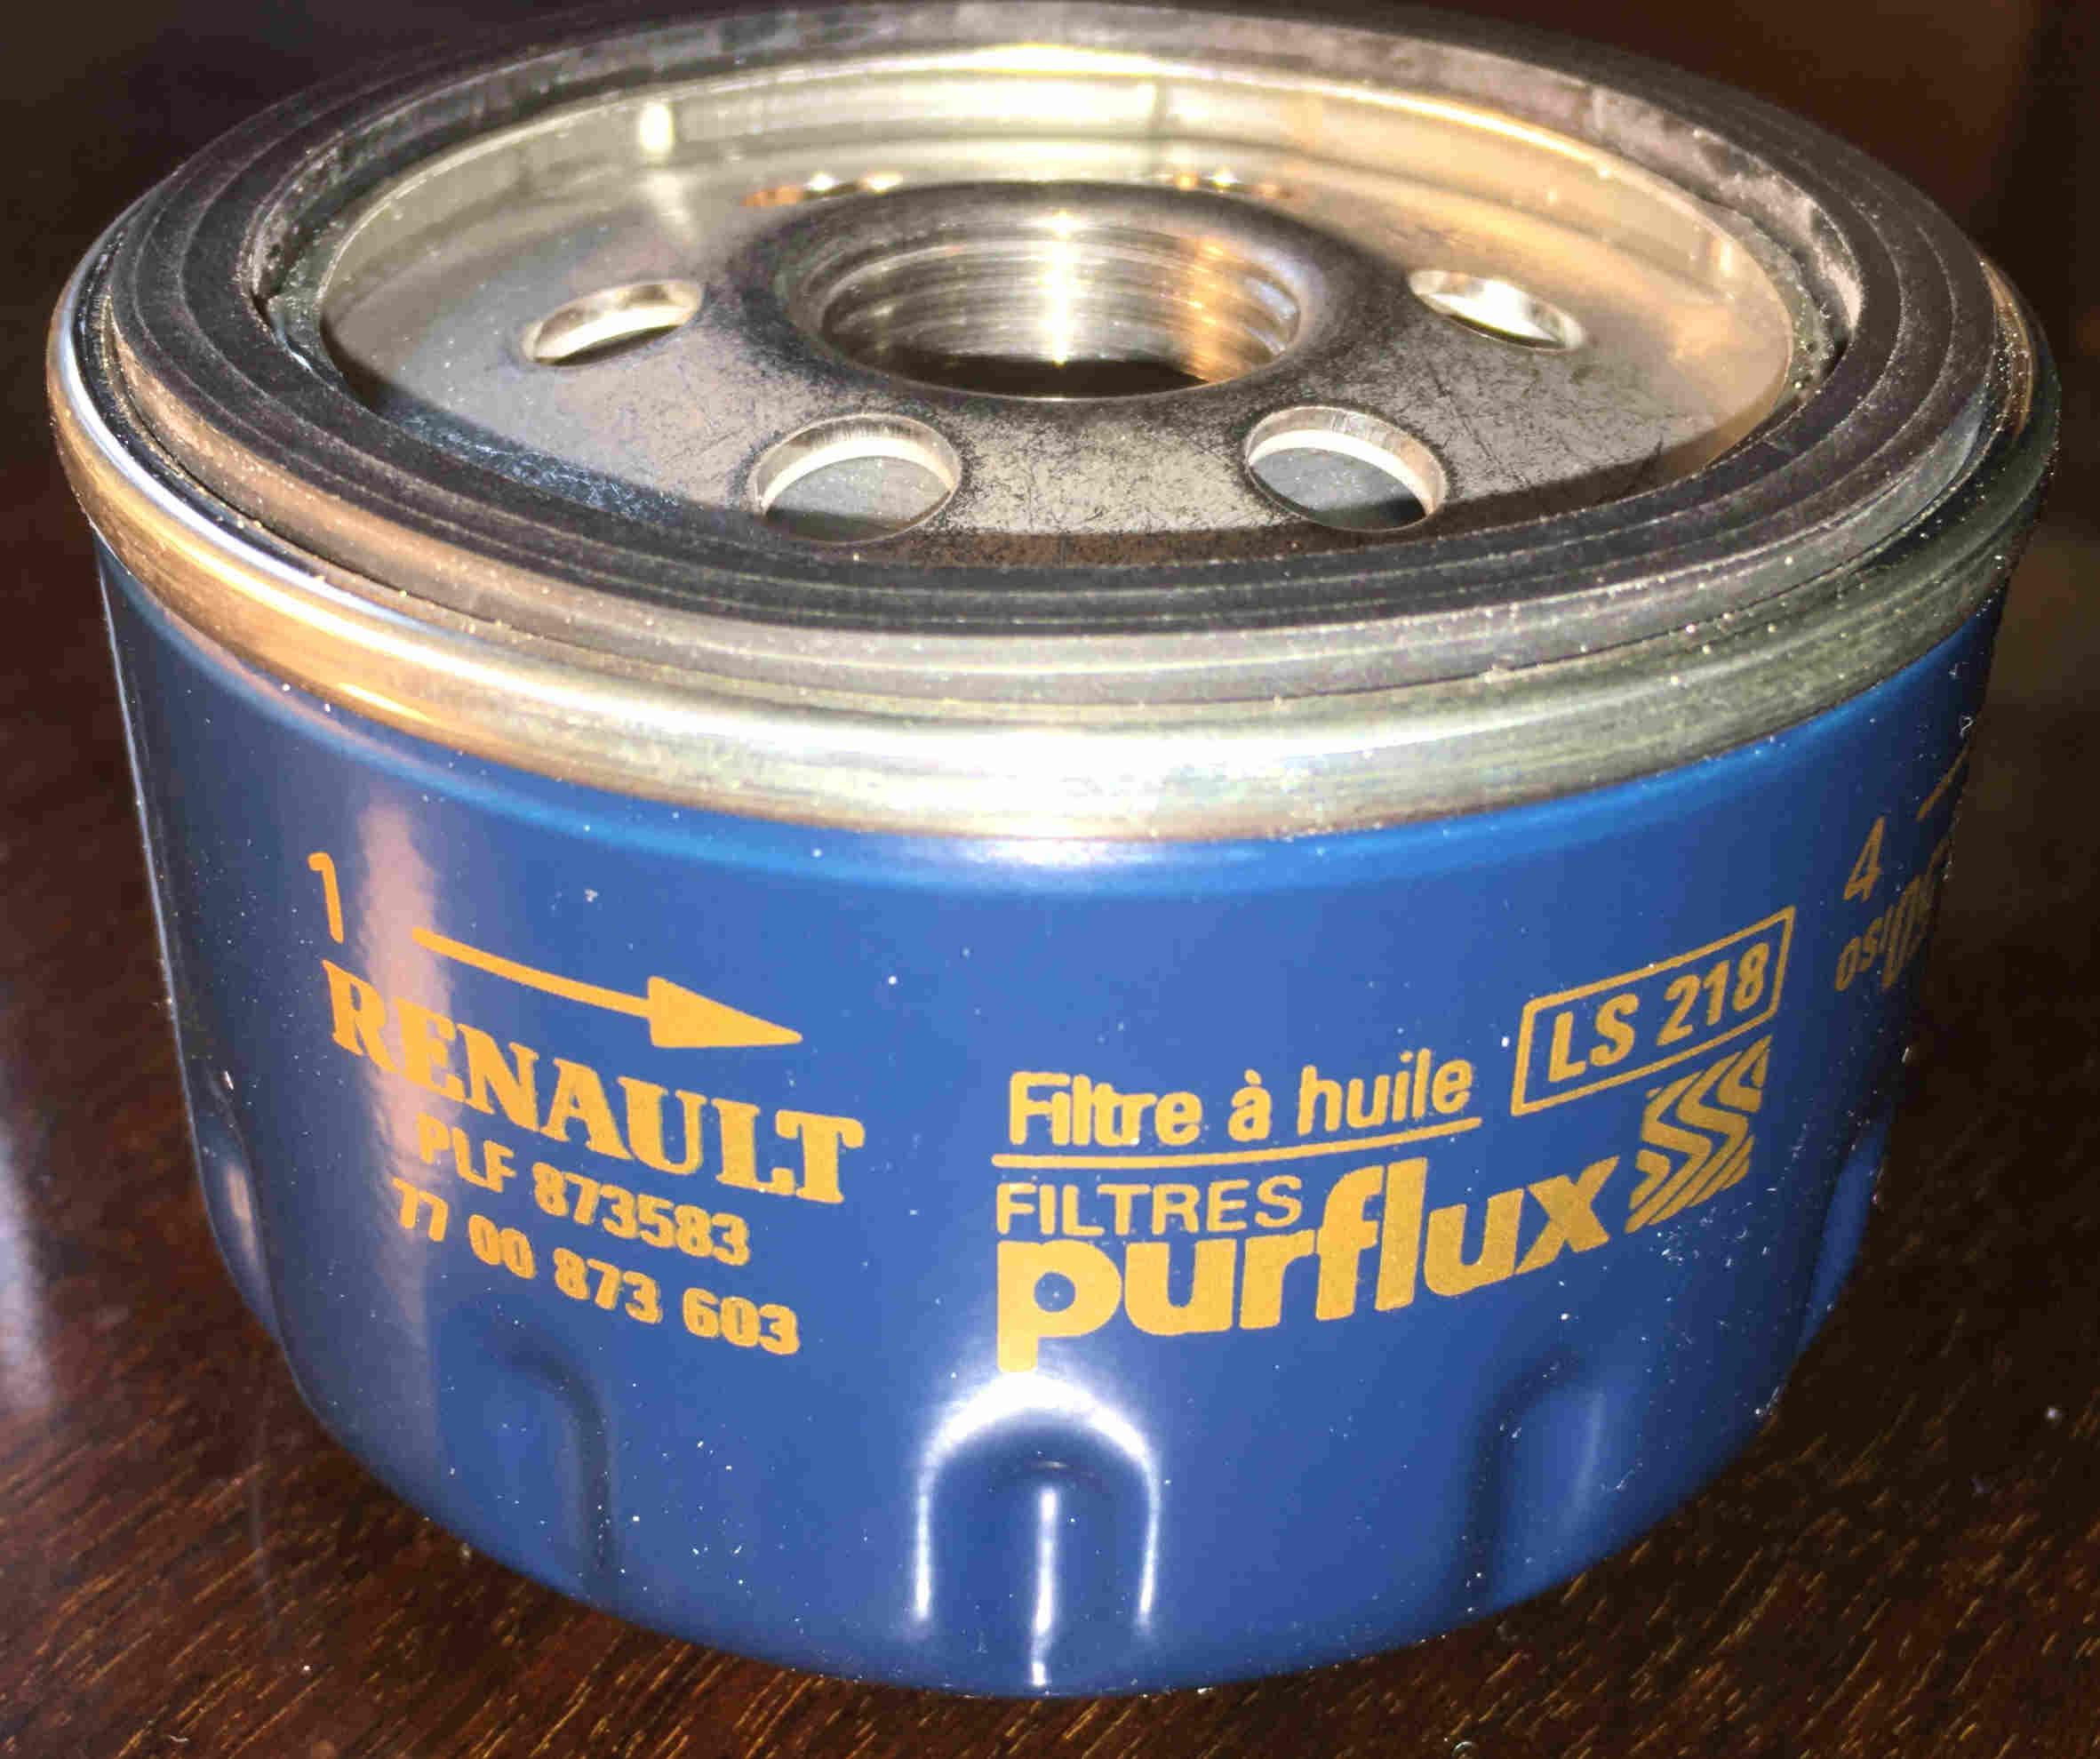 1
RENAULT
PLF 873583
77 00 873 603
Filtre à huile
LS 218
FILTRES
purflux
4